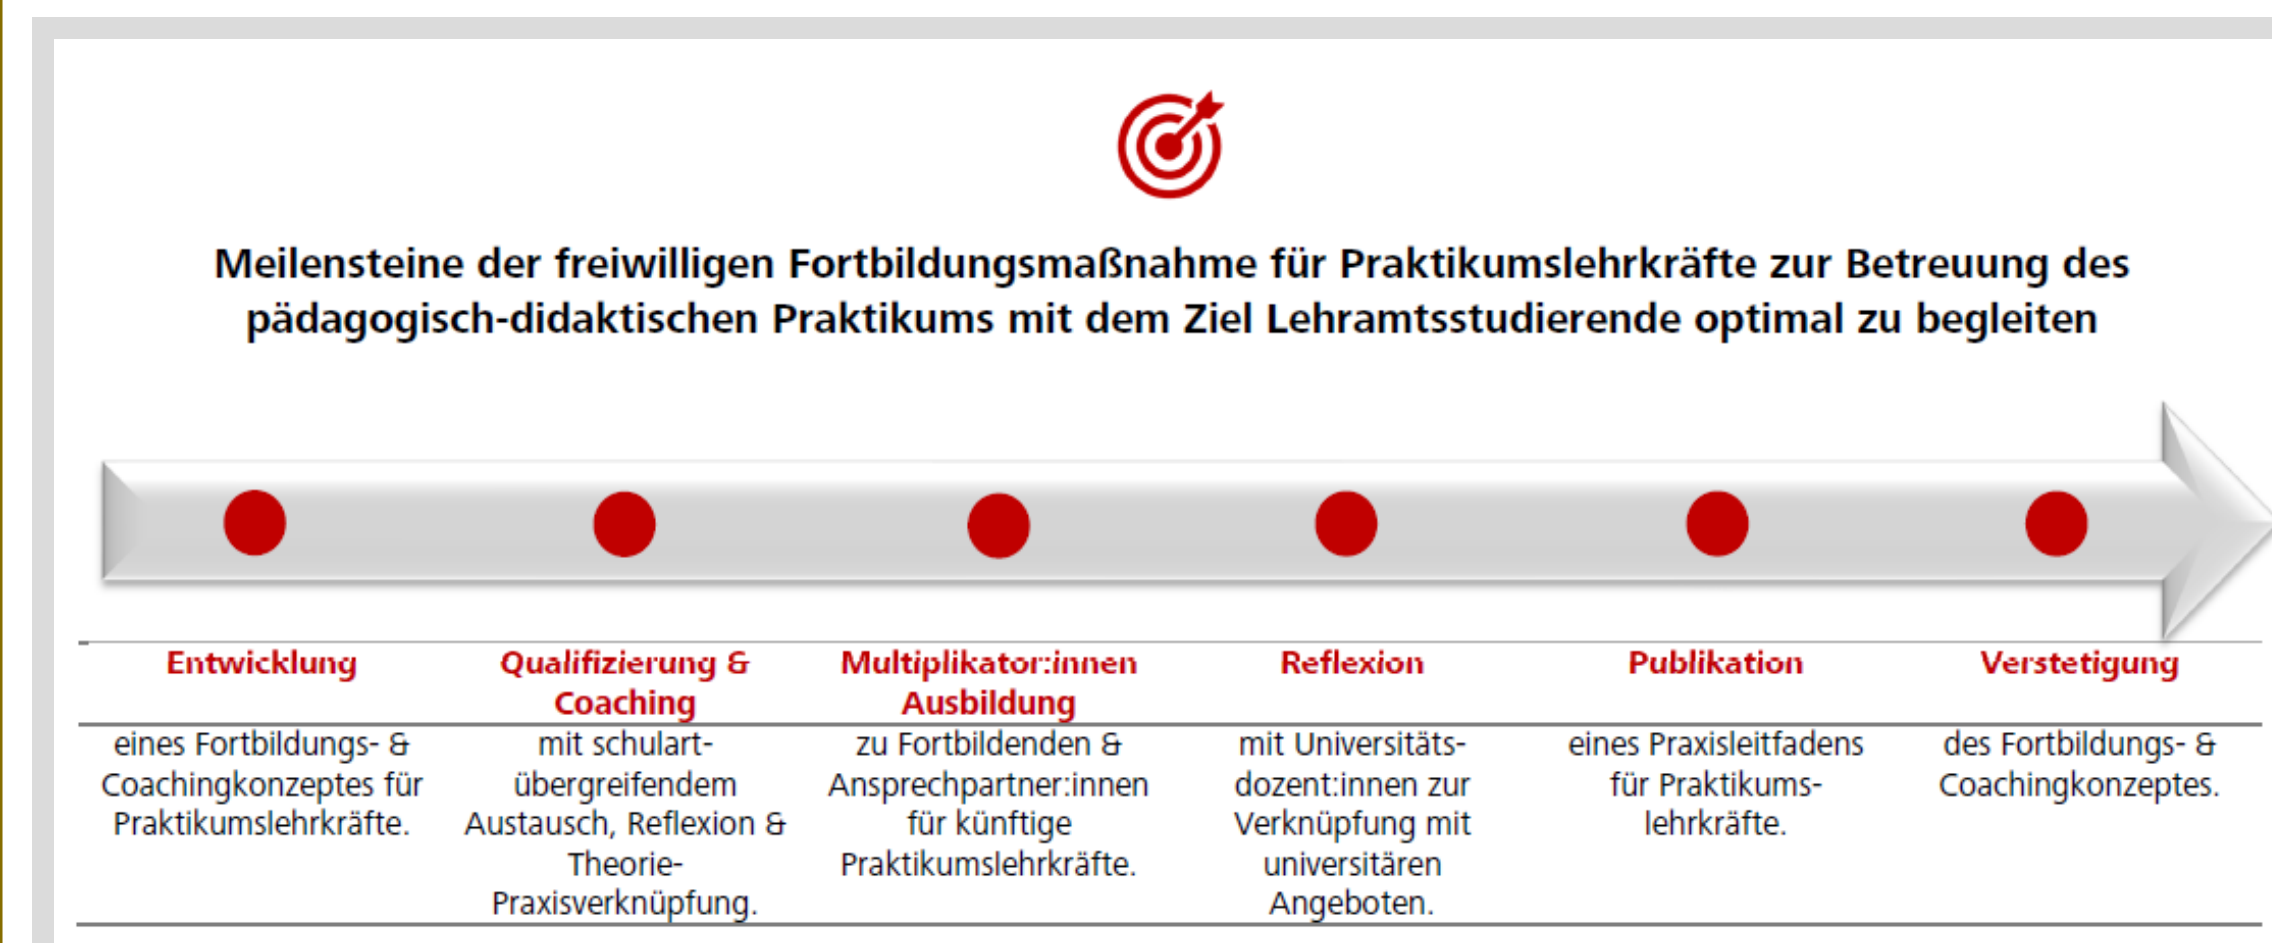 Meilensteine der freiwilligen Fortbildungsmaßnahme für Praktikumslehrkräfte zur Betreuung des
pädagogisch-didaktischen Praktikums mit dem Ziel Lehramtsstudierende optimal zu begleiten
Entwicklung
eines Fortbildungs- &
Coachingkonzeptes für
Praktikumslehrkräfte.
Qualifizierung &
Coaching
mit schulart-
übergreifendem
Austausch, Reflexion &
Theorie-
Praxisverknüpfung.
Multiplikator:innen
Ausbildung
zu Fortbildenden &
Ansprechpartner:innen
für künftige
Praktikumslehrkräfte.
Reflexion
mit Universitäts-
dozent:innen zur
Verknüpfung mit
universitären
Angeboten.
Publikation
eines Praxisleitfadens
für Praktikums-
lehrkräfte.
Verstetigung
des Fortbildungs- &
Coachingkonzeptes.